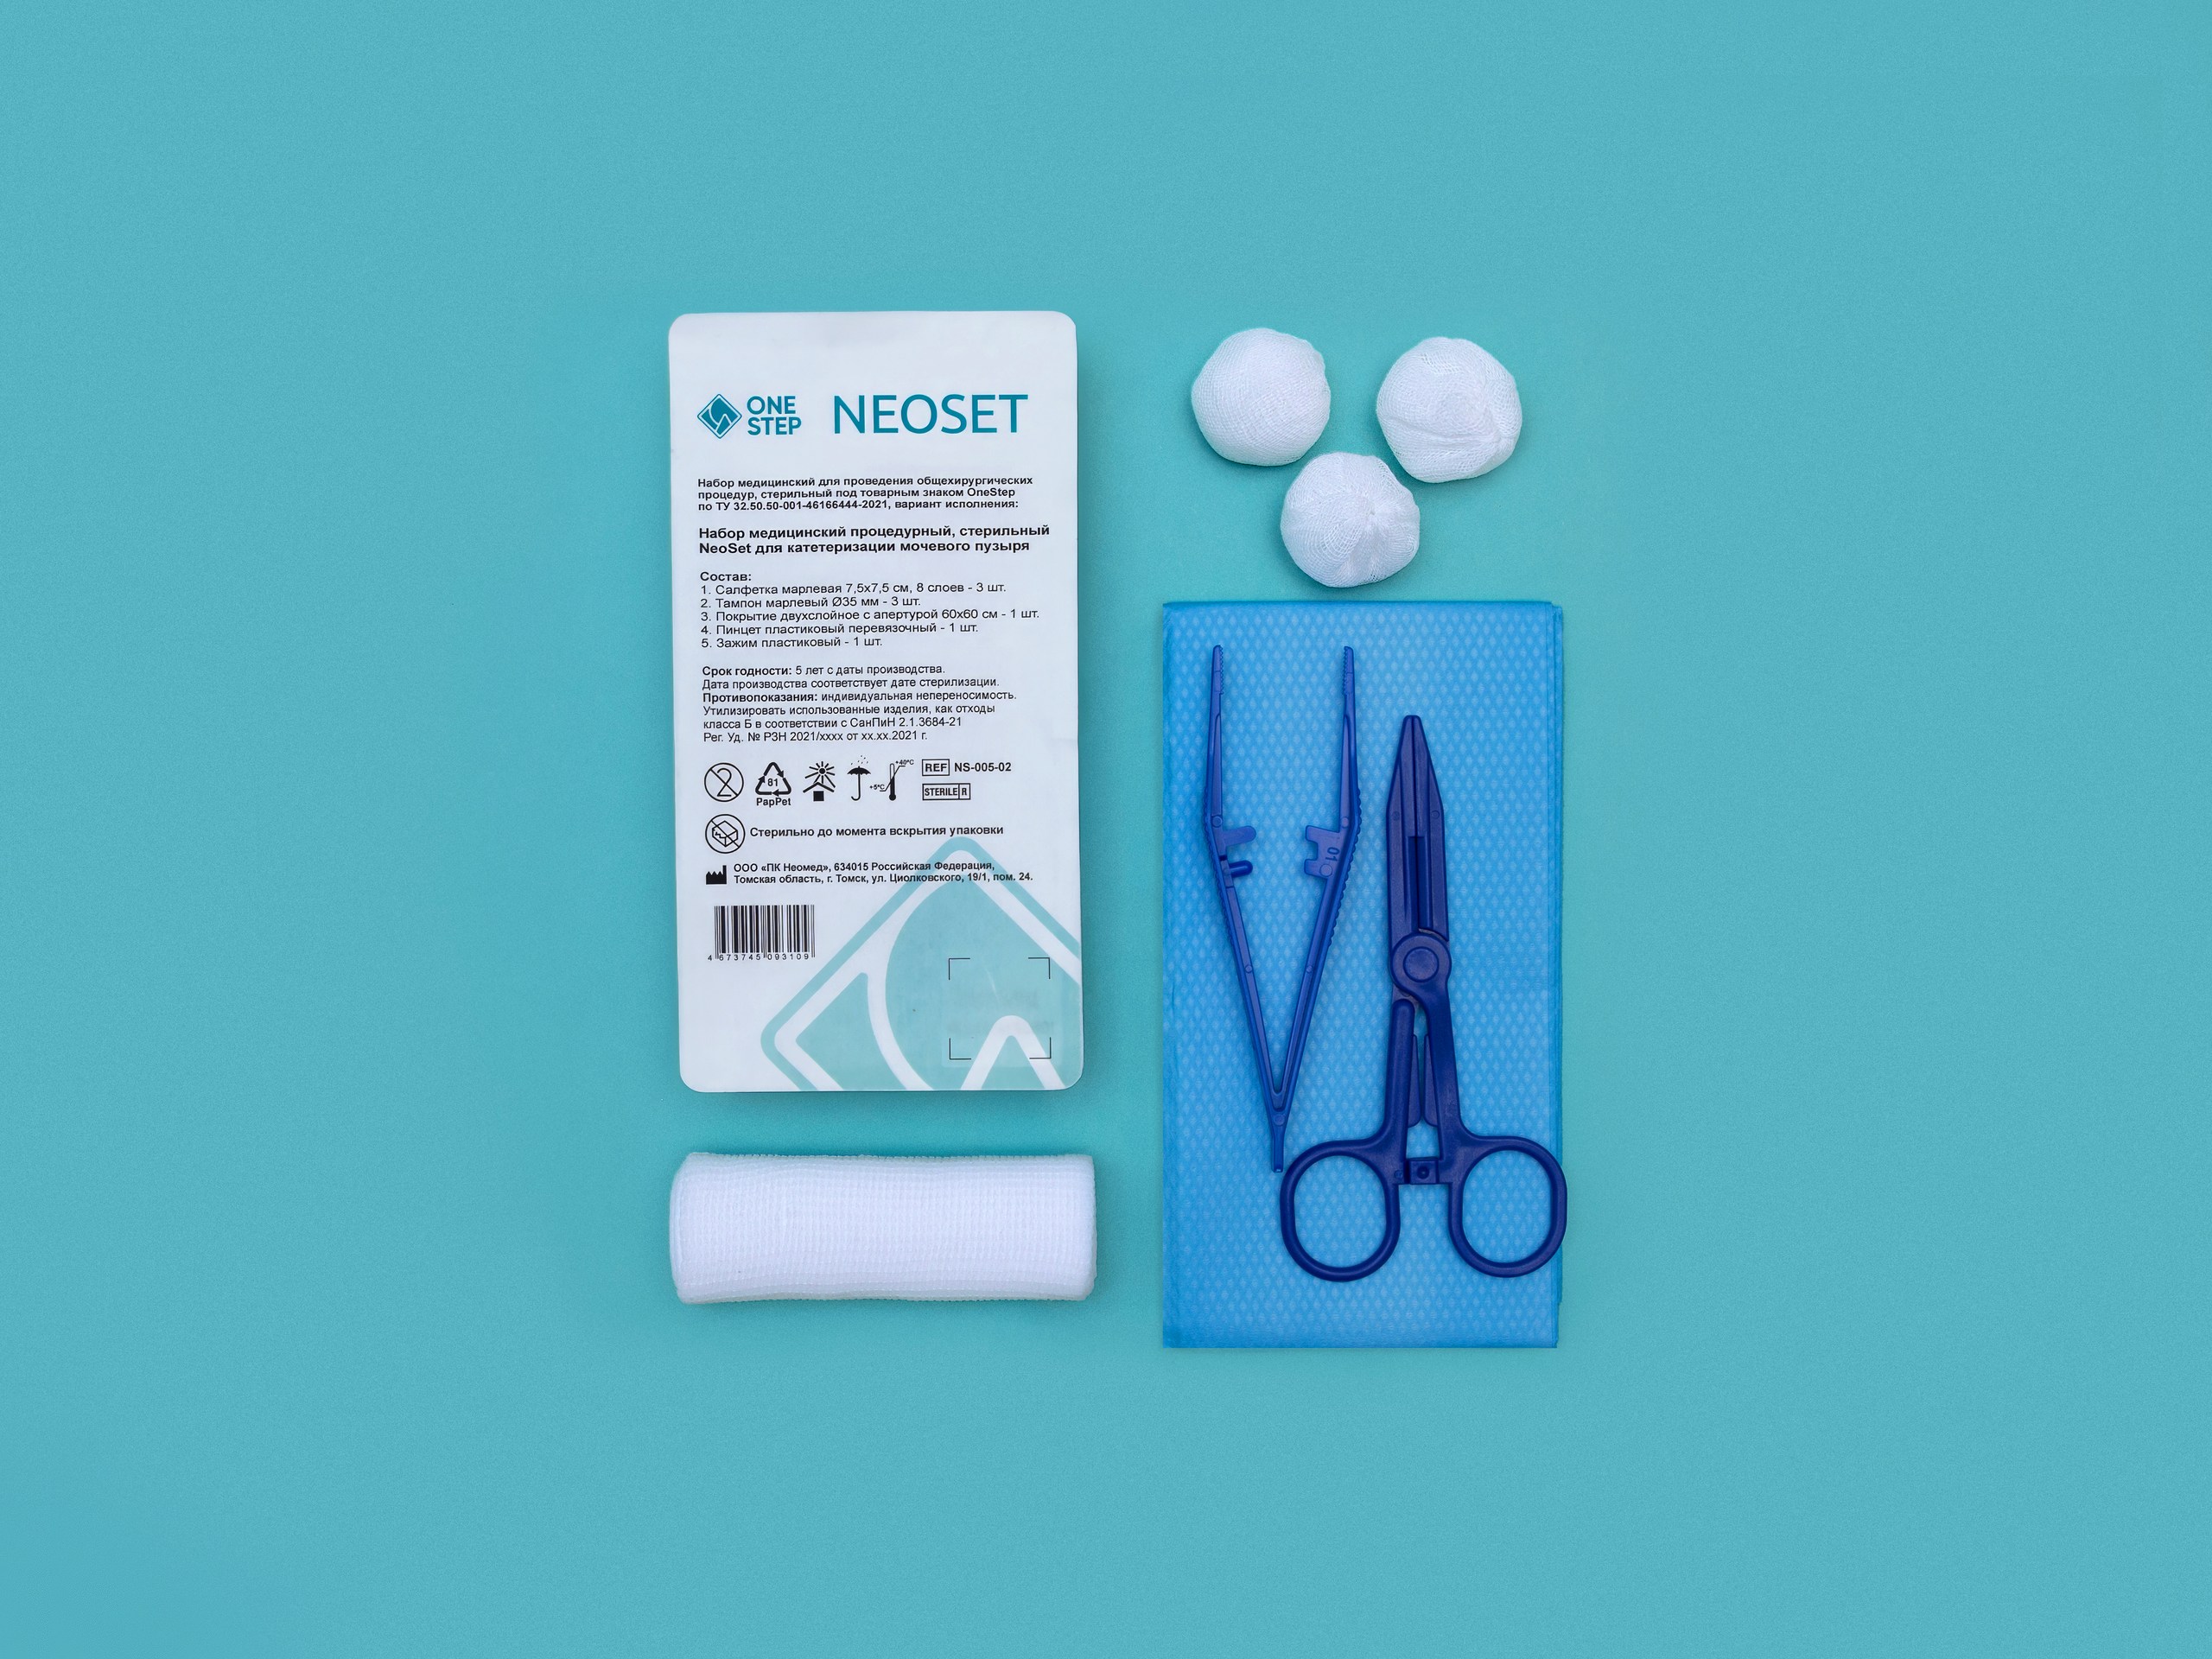 ONE STEP NEOSET
Набор медицинский для проведения общехирургических
процедур, стерильный под товарным знаком OneStep
по ТУ 32.50.50-001-46166444-2021, вариант исполнения:
Набор медицинский процедурный, стерильный
NeoSet для катетеризации мочевого пузыря
Состав:
1. Салфетка марлевая 7,5x7,5 см, 8 слоев - 3 шт.
2. Тампон марлевый Ø35 мм - 3 шт.
3. Покрытие двухслойное с апертурой 60x60 см - 1 шт.
4. Пинцет пластиковый перевязочный - 1 шт.
5. Зажим пластиковый - 1 шт.
Срок годности: 5 лет с даты производства.
Дата производства соответствует дате стерилизации.
Противопоказания: индивидуальная непереносимость.
Утилизировать использованные изделия, как отходы
класса Б в соответствии с СанПиН 2.1.3684-21
Рег. Уд. № РЗН 2021/xxxx от xx.xx.2021 г.
2 81 PapPet +5°C +40°C REF NS-005-02
STERILE R
Стерильно до момента вскрытия упаковки
ООО «ПК Неомед», 634015 Российская Федерация,
Томская область, г. Томск, ул. Циолковского, 19/1, пом. 24.
4 673745 093109
01